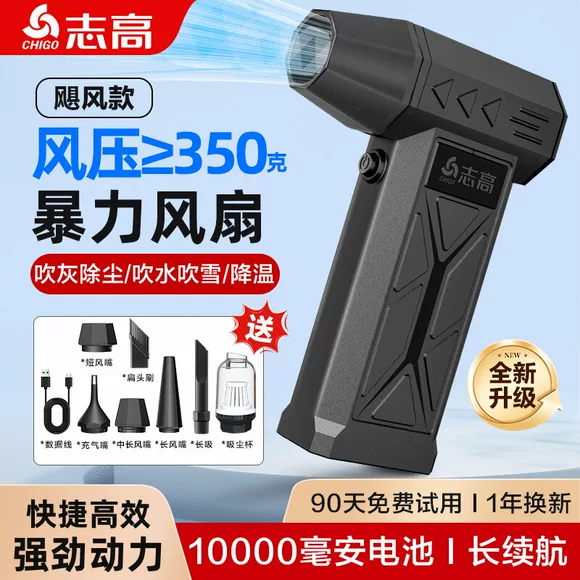 CHIGO 志高
飓风款
风压≥350克
暴力风扇
吹灰除尘/吹水吹雪/降温
送
*短风嘴
*扁头刷
*数据线
*充气嘴
*中长风嘴
*长风嘴
*长吸
*吸尘杯
CHIGO 志高
NEW
全新
升级
快捷高效
强劲动力
90天免费试用 | 1年换新
10000毫安电池 | 长续航